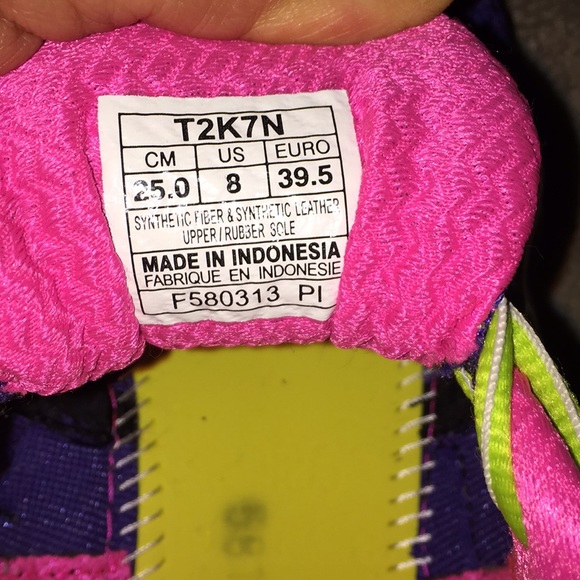 T2K7N
CM US EURO
25.0 8 39.5
SYNTHETIC FIBER & SYNTHETIC LEATHER
UPPER/RUBBER SOLE
MADE IN INDONESIA
FABRIQUE EN INDONESIE
F580313 PI